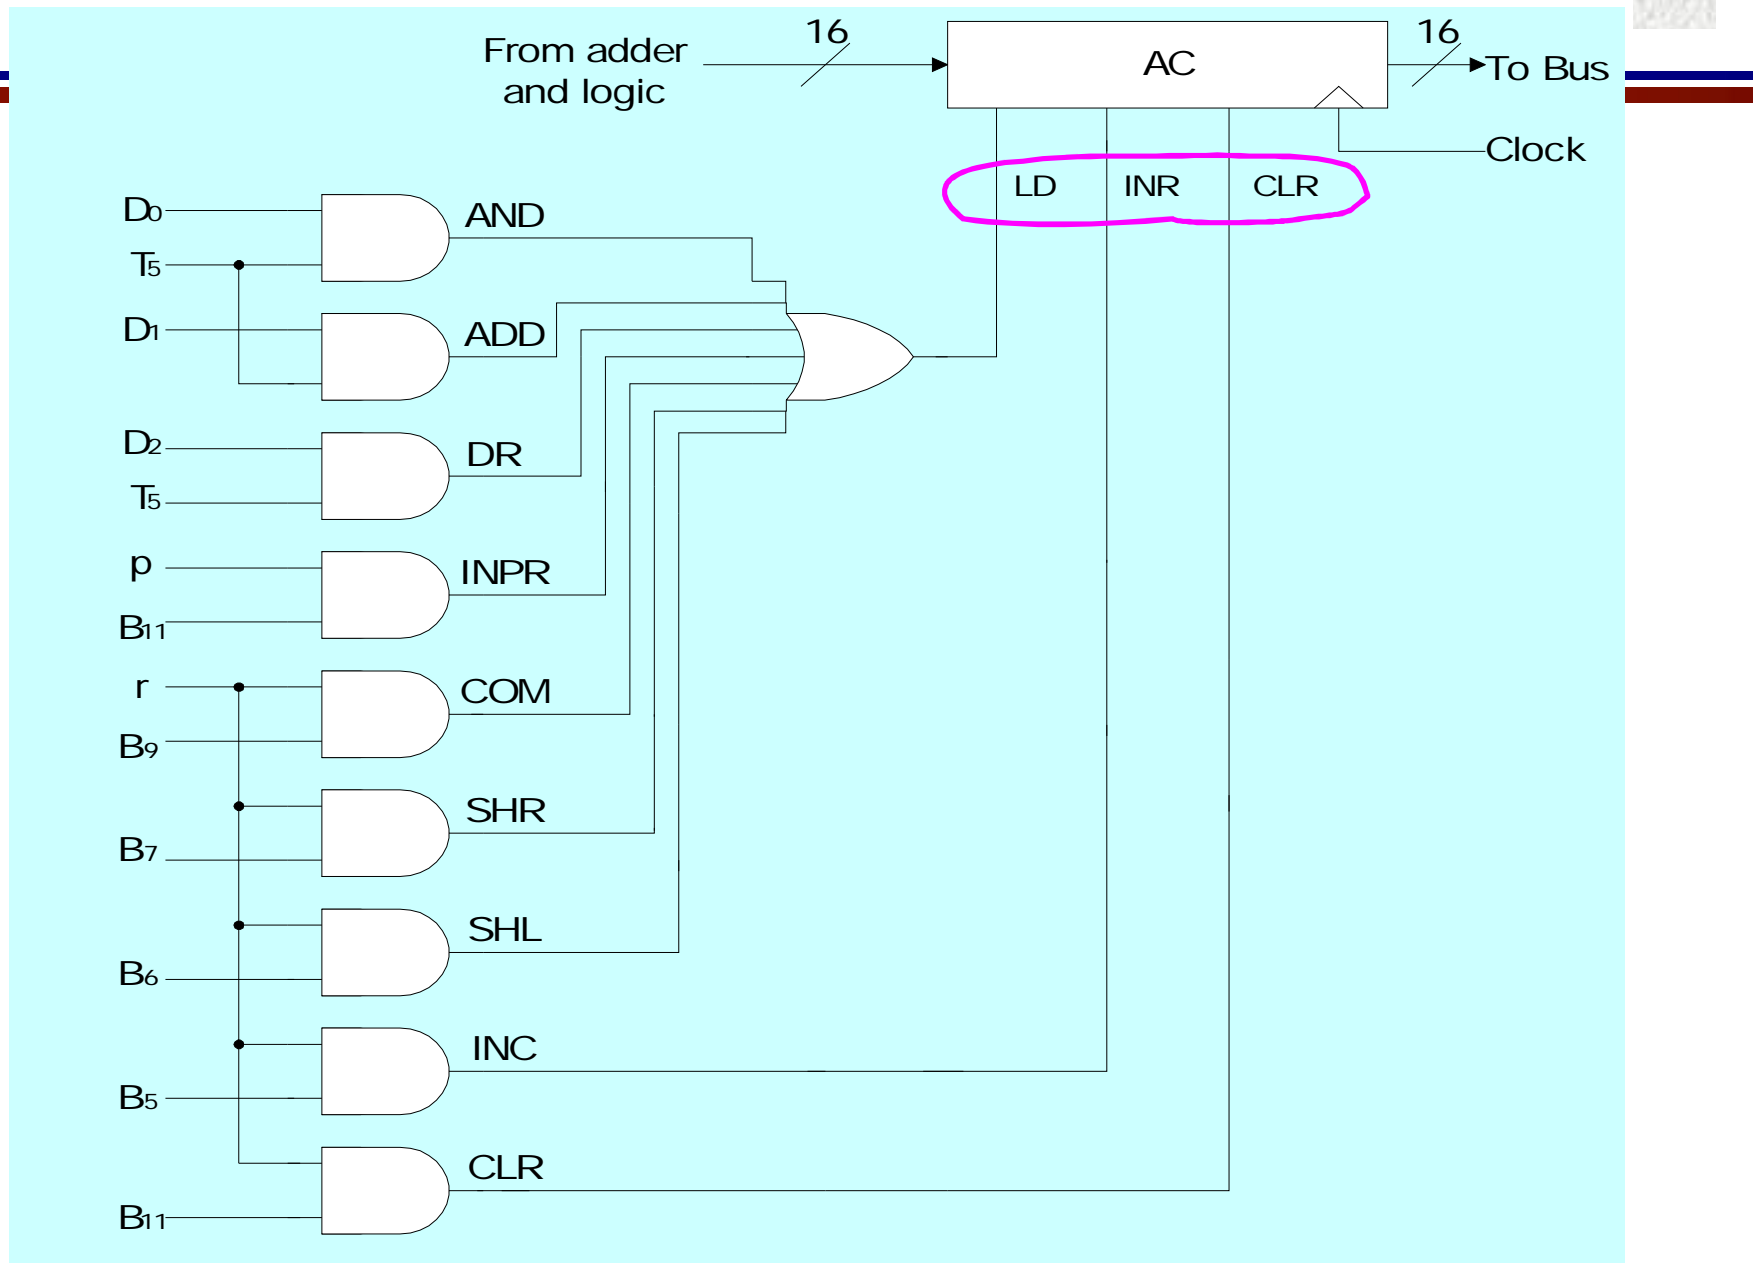 From adder
and logic
16
AC
16
To Bus
Clock
LD INR CLR
D0
AND
T5
D1
ADD
D2
DR
T5
p
INPR
B11
r
COM
B9
SHR
B7
SHL
B6
INC
B5
CLR
B11